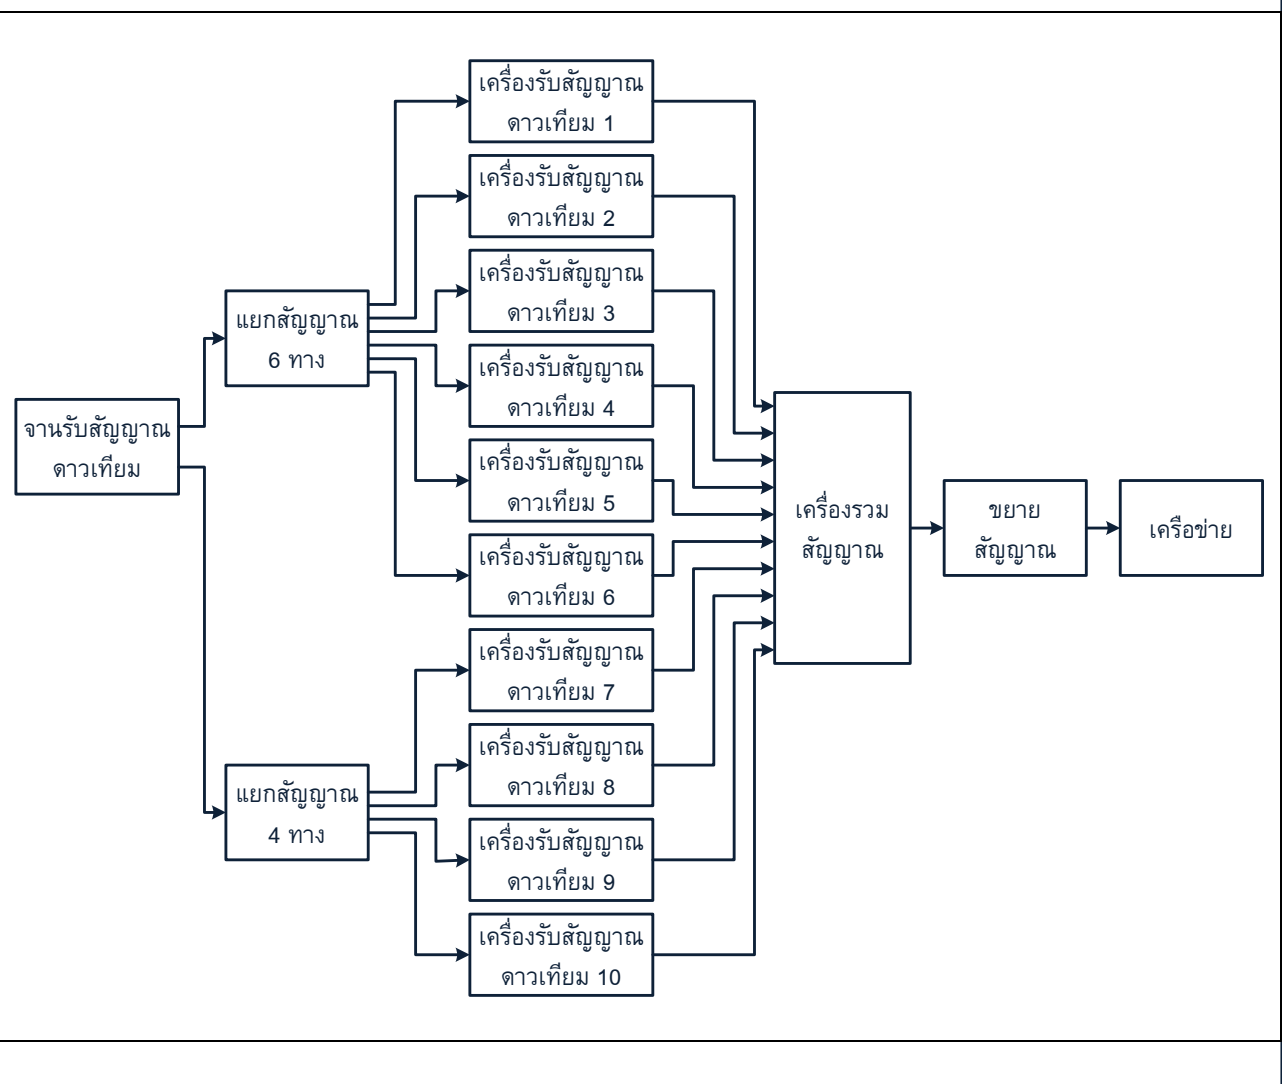 จานรับสัญญาณ
ดาวเทียม
แยกสัญญาณ
6 ทาง
แยกสัญญาณ
4 ทาง
เครื่องรับสัญญาณ
ดาวเทียม 1
เครื่องรับสัญญาณ
ดาวเทียม 2
เครื่องรับสัญญาณ
ดาวเทียม 3
เครื่องรับสัญญาณ
ดาวเทียม 4
เครื่องรับสัญญาณ
ดาวเทียม 5
เครื่องรับสัญญาณ
ดาวเทียม 6
เครื่องรับสัญญาณ
ดาวเทียม 7
เครื่องรับสัญญาณ
ดาวเทียม 8
เครื่องรับสัญญาณ
ดาวเทียม 9
เครื่องรับสัญญาณ
ดาวเทียม 10
เครื่องรวม
สัญญาณ
ขยาย
สัญญาณ
เครือข่าย